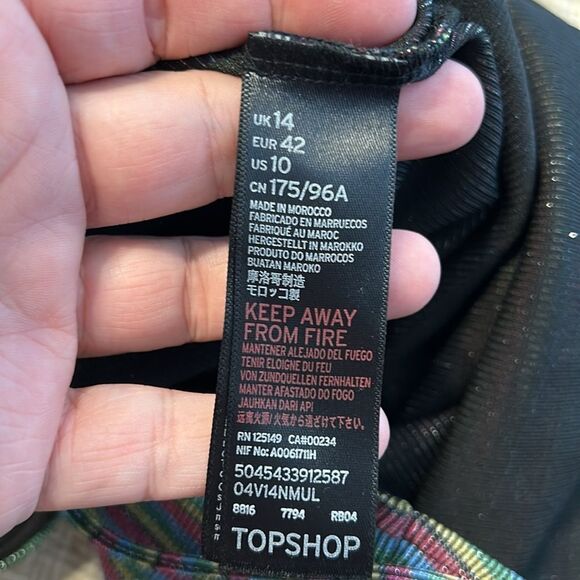 UK 14
EUR 42
US 10
CN 175/96A
MADE IN MOROCCO
FABRICADO EN MARRUECOS
FABRIQUÉ AU MAROC
HERGESTELLT IN MAROKKO
PRODUTO DO MARROCOS
BUATAN MAROKO
摩洛哥制造
モロッコ製
KEEP AWAY
FROM FIRE
MANTENER ALEJADO DEL FUEGO
TENIR ELOIGNE DU FEU
VON ZUNDQUELLEN FERNHALTEN
MANTER AFASTADO DO FOGO
JAUHKAN DARI API
远离火源/火気から遠ざけて下さい。
RN 125149 CA#00234
NIF No: A0061711H
5045433912587
04V14NMUL
8816 7794 RB04
TOPSHOP